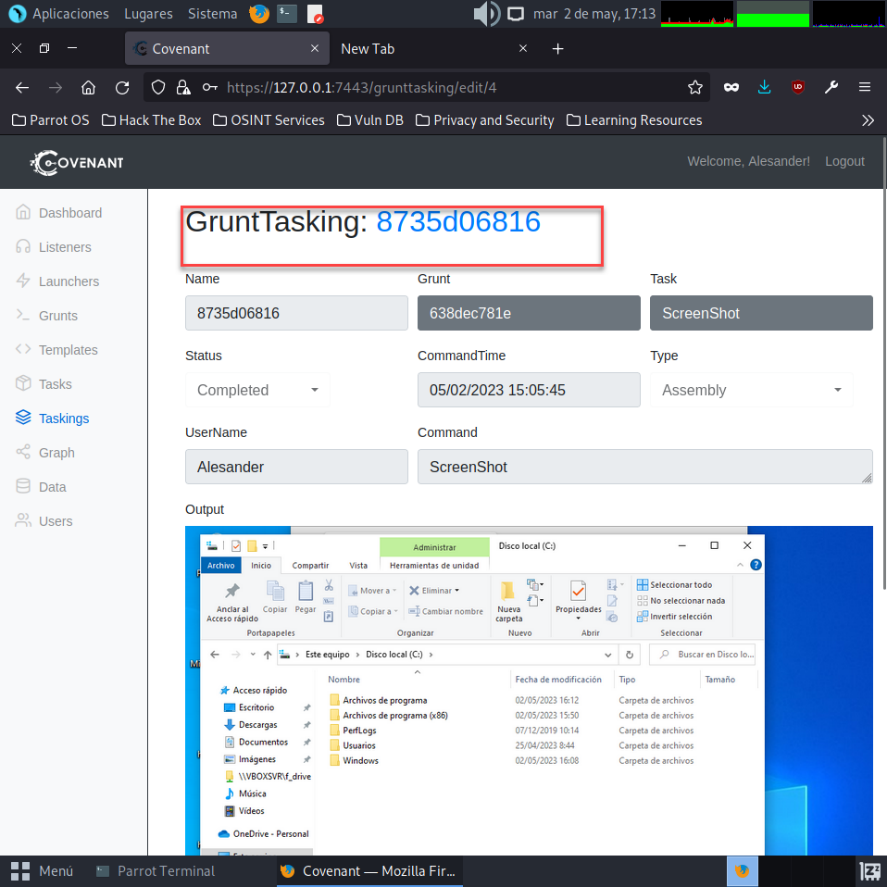 Aplicaciones Lugares Sistema mar 2 de may, 17:13
Covenant New Tab
https://127.0.0.1:7443/grunttasking/edit/4
Parrot OS Hack The Box OSINT Services Vuln DB Privacy and Security Learning Resources
COVENANT Welcome, Alesander! Logout
Dashboard
Listeners
Launchers
Grunts
Templates
Tasks
Taskings
Graph
Data
Users
GruntTasking: 8735d06816
Name Grunt Task
8735d06816 638dec781e ScreenShot
Status CommandTime Type
Completed 05/02/2023 15:05:45 Assembly
UserName Command
Alesander ScreenShot
Output
Administrar Disco local (C:)
Archivo Inicio Compartir Vista Herramientas de unidad
Anclar al Acceso rápido Copiar Pegar
Mover a Eliminar
Copiar a Cambiar nombre
Nueva carpeta Propiedades
Seleccionar todo
No seleccionar nada
Invertir selección
Portapapeles Organizar Nuevo Abrir Seleccionar
Este equipo > Disco local (C:) > Buscar en Disco lo...
Nombre Fecha de modificación Tipo Tamaño
Archivos de programa 02/05/2023 16:12 Carpeta de archivos
Archivos de programa (x86) 02/05/2023 15:50 Carpeta de archivos
PerfLogs 07/12/2019 10:14 Carpeta de archivos
Usuarios 25/04/2023 8:44 Carpeta de archivos
Windows 02/05/2023 16:08 Carpeta de archivos
Acceso rápido
Escritorio
Descargas
Documentos
Imágenes
\\VBOXSVR\f_drive
Música
Vídeos
OneDrive - Personal
Menú Parrot Terminal Covenant — Mozilla Fir...